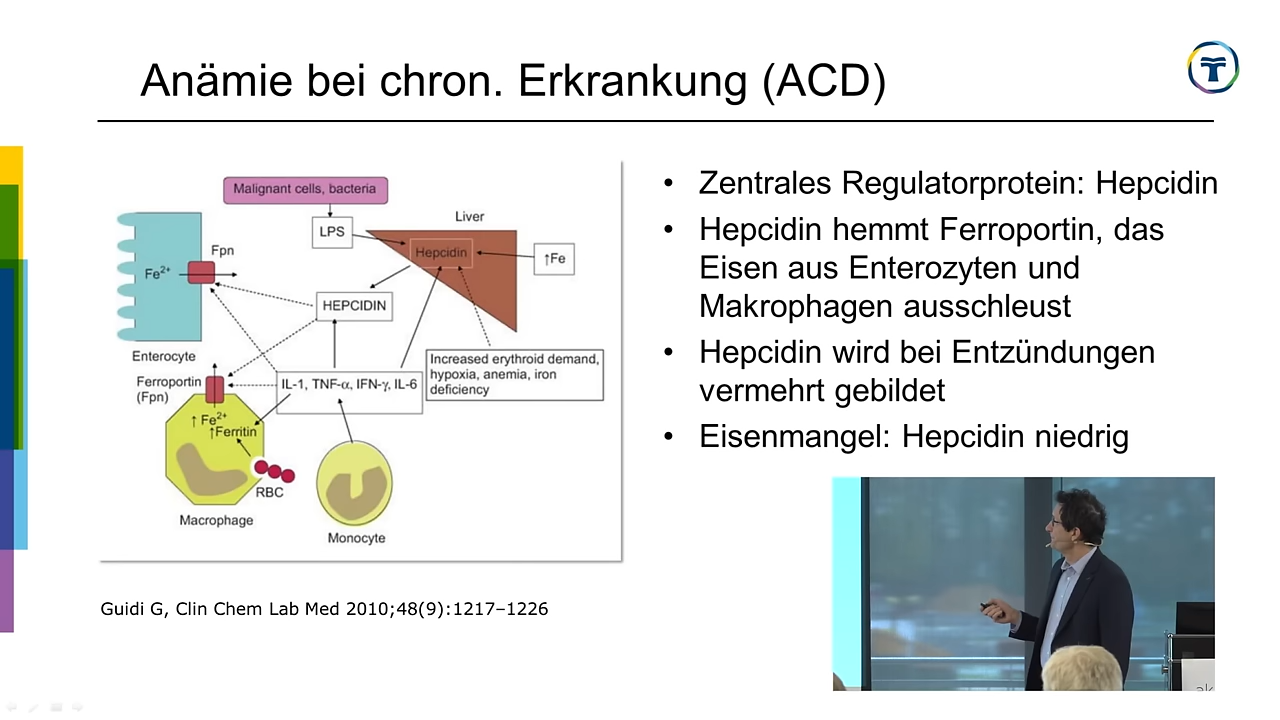 Anämie bei chron. Erkrankung (ACD)
Malignant cells, bacteria
LPS
Liver
Hepcidin
↑Fe
Fpn
Fe2+
HEPCIDIN
Enterocyte
Increased erythroid demand,
hypoxia, anemia, iron
deficiency
Ferroportin
(Fpn)
IL-1, TNF-α, IFN-γ, IL-6
↑ Fe2+
↑Ferritin
RBC
Macrophage
Monocyte
Guidi G, Clin Chem Lab Med 2010;48(9):1217–1226
• Zentrales Regulatorprotein: Hepcidin
• Hepcidin hemmt Ferroportin, das
Eisen aus Enterozyten und
Makrophagen ausschleust
• Hepcidin wird bei Entzündungen
vermehrt gebildet
• Eisenmangel: Hepcidin niedrig
ak